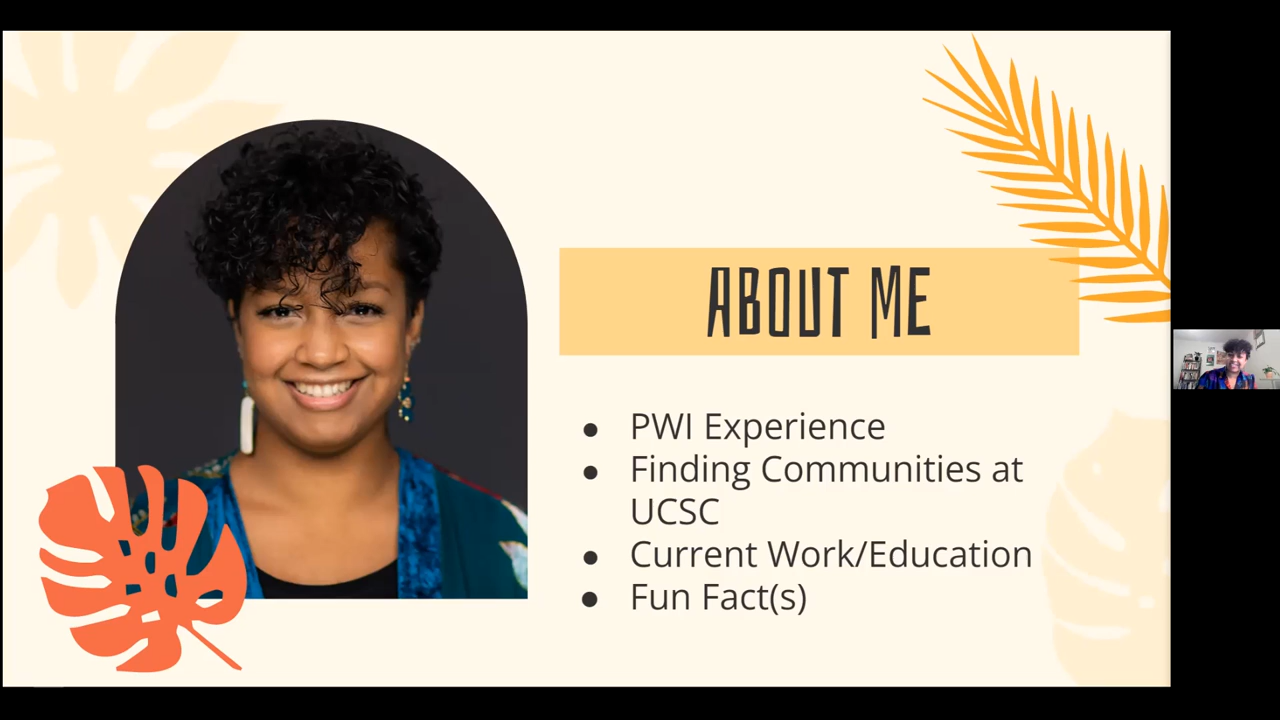 ABOUT ME
● PWI Experience
● Finding Communities at
UCSC
● Current Work/Education
● Fun Fact(s)